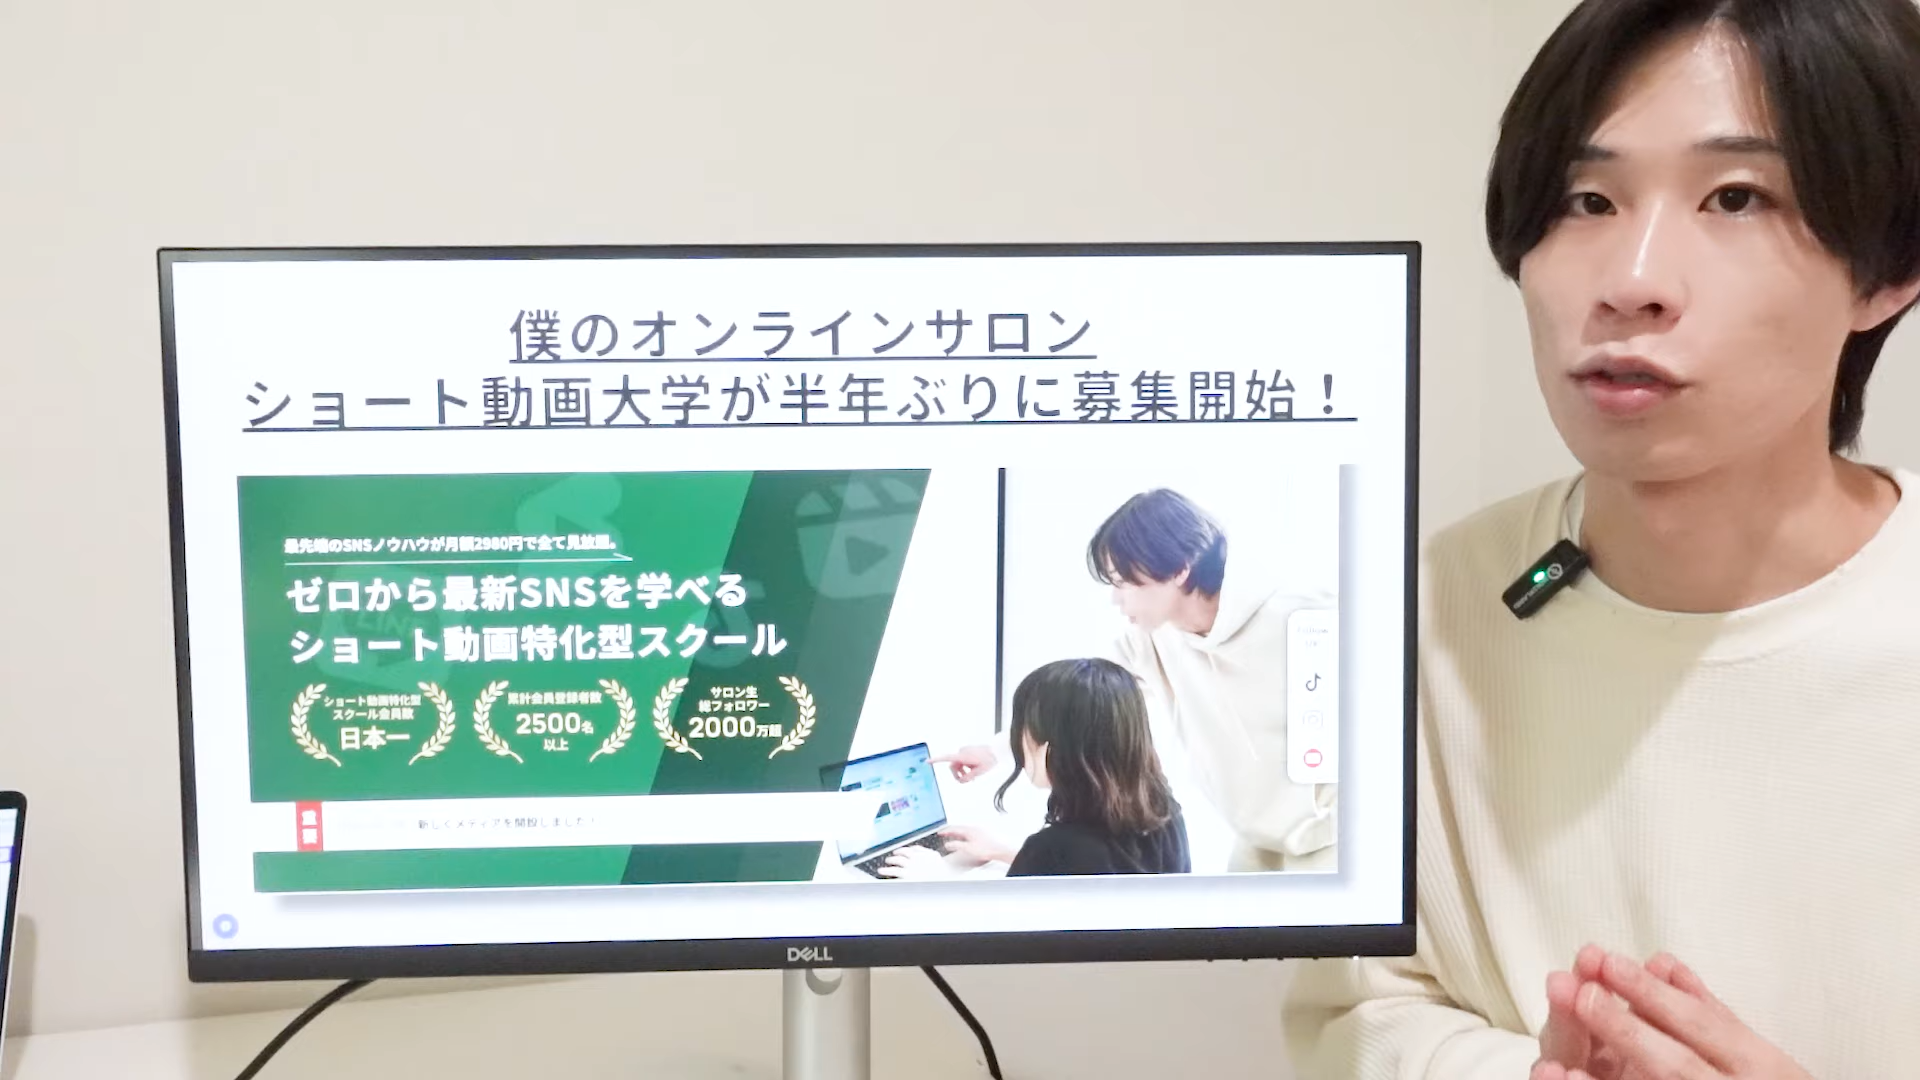 僕のオンラインサロン
ショート動画大学が半年ぶりに募集開始！
最先端のSNSノウハウが月額2980円で全て見放題。
ゼロから最新SNSを学べる
ショート動画特化型スクール
ショート動画特化型
スクール会員数
日本一
累計会員登録者数
2500名
以上
サロン生
総フォロワー
2000万超
重要
新しくメディアを開設しました！
Follow
Us
LINE
DELL